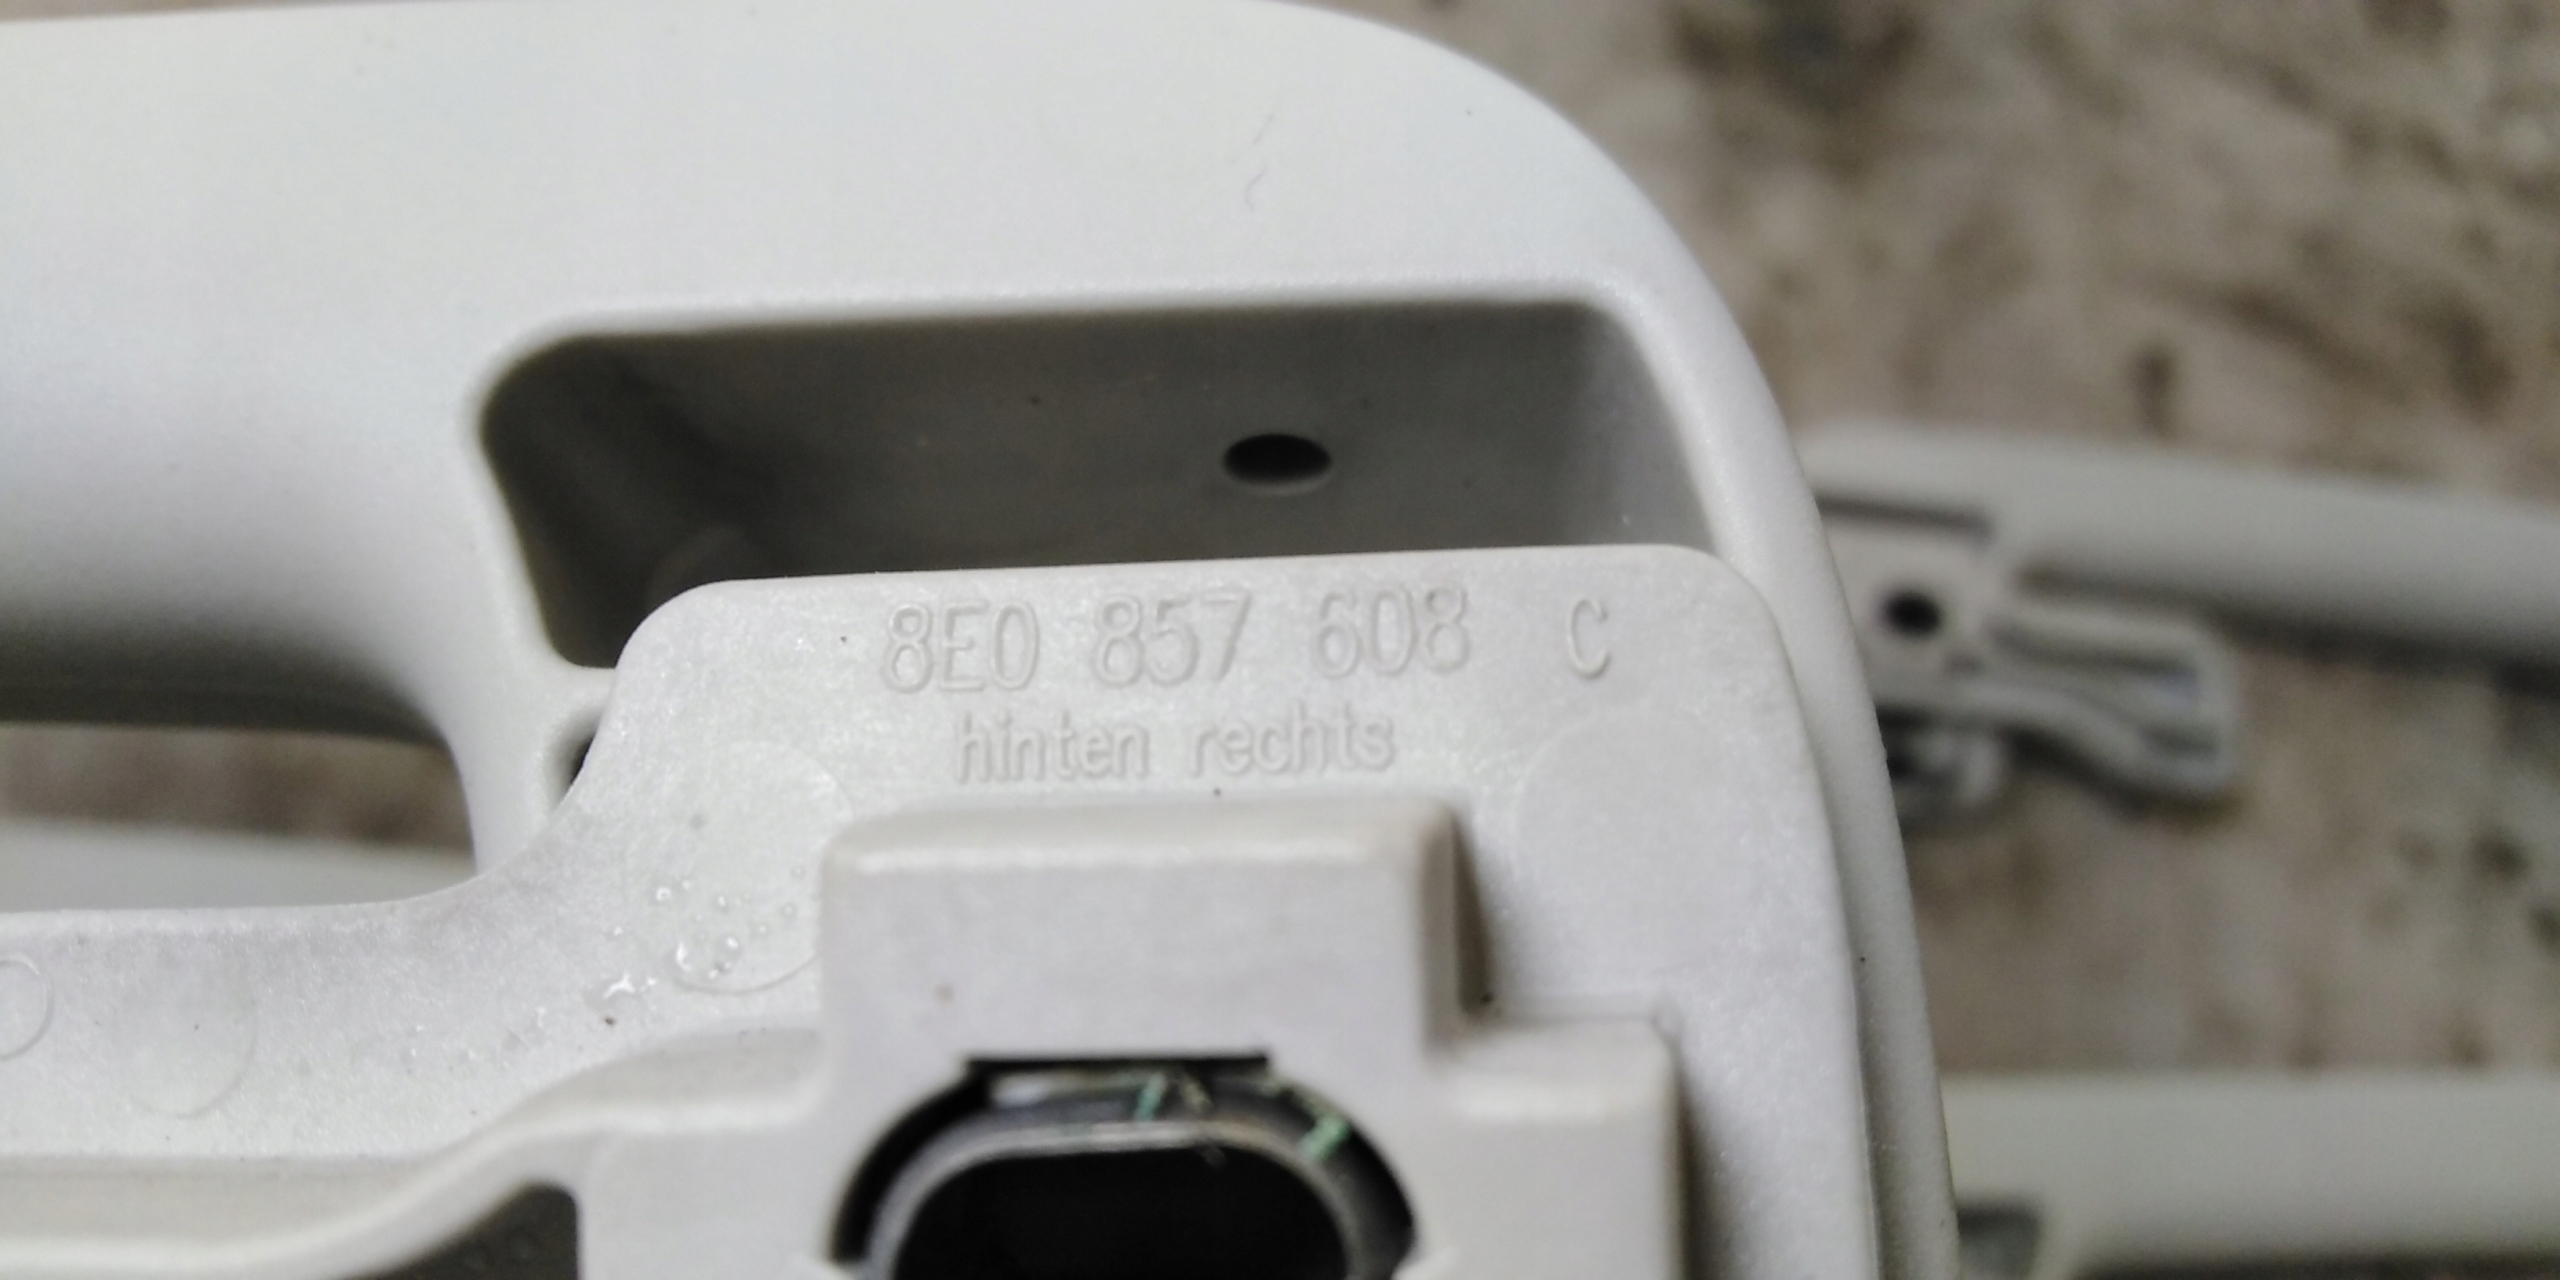 8E0 857 608 C
hinten rechts